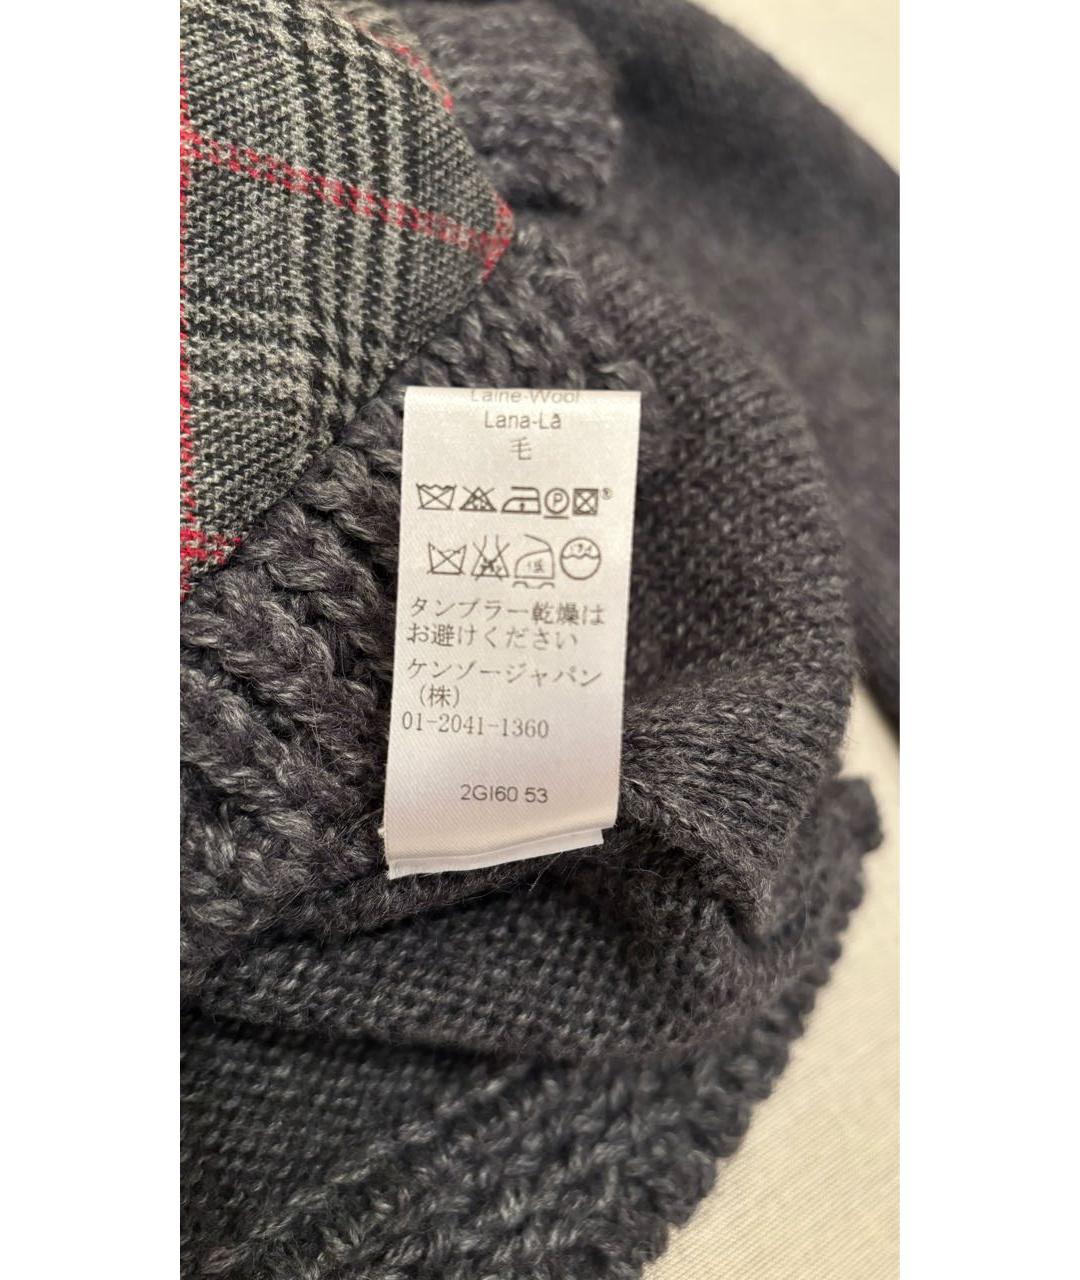 Laine-Wool
Lana-Lã
毛
P
タンブラー乾燥は
お避けください
ケンゾージャパン
（株）
01-2041-1360
2GI60 53